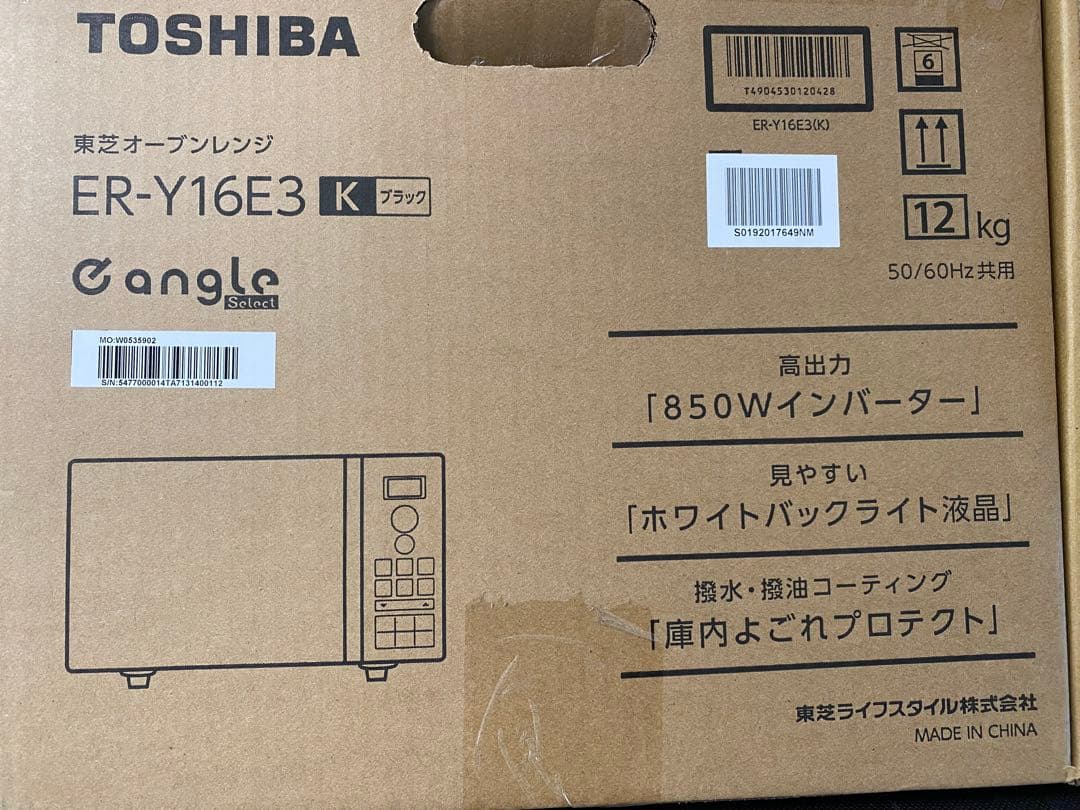 TOSHIBA
東芝オーブンレンジ
ER-Y16E3 K ブラック
e angle
Select
MO:W0535902
S/N:5477000014TA7131400112
T4904530120428
ER-Y16E3(K)
S0192017649NM
6
12 kg
50/60Hz共用
高出力
「850Wインバーター」
見やすい
「ホワイトバックライト液晶」
撥水・撥油コーティング
「庫内よごれプロテクト」
東芝ライフスタイル株式会社
MADE IN CHINA